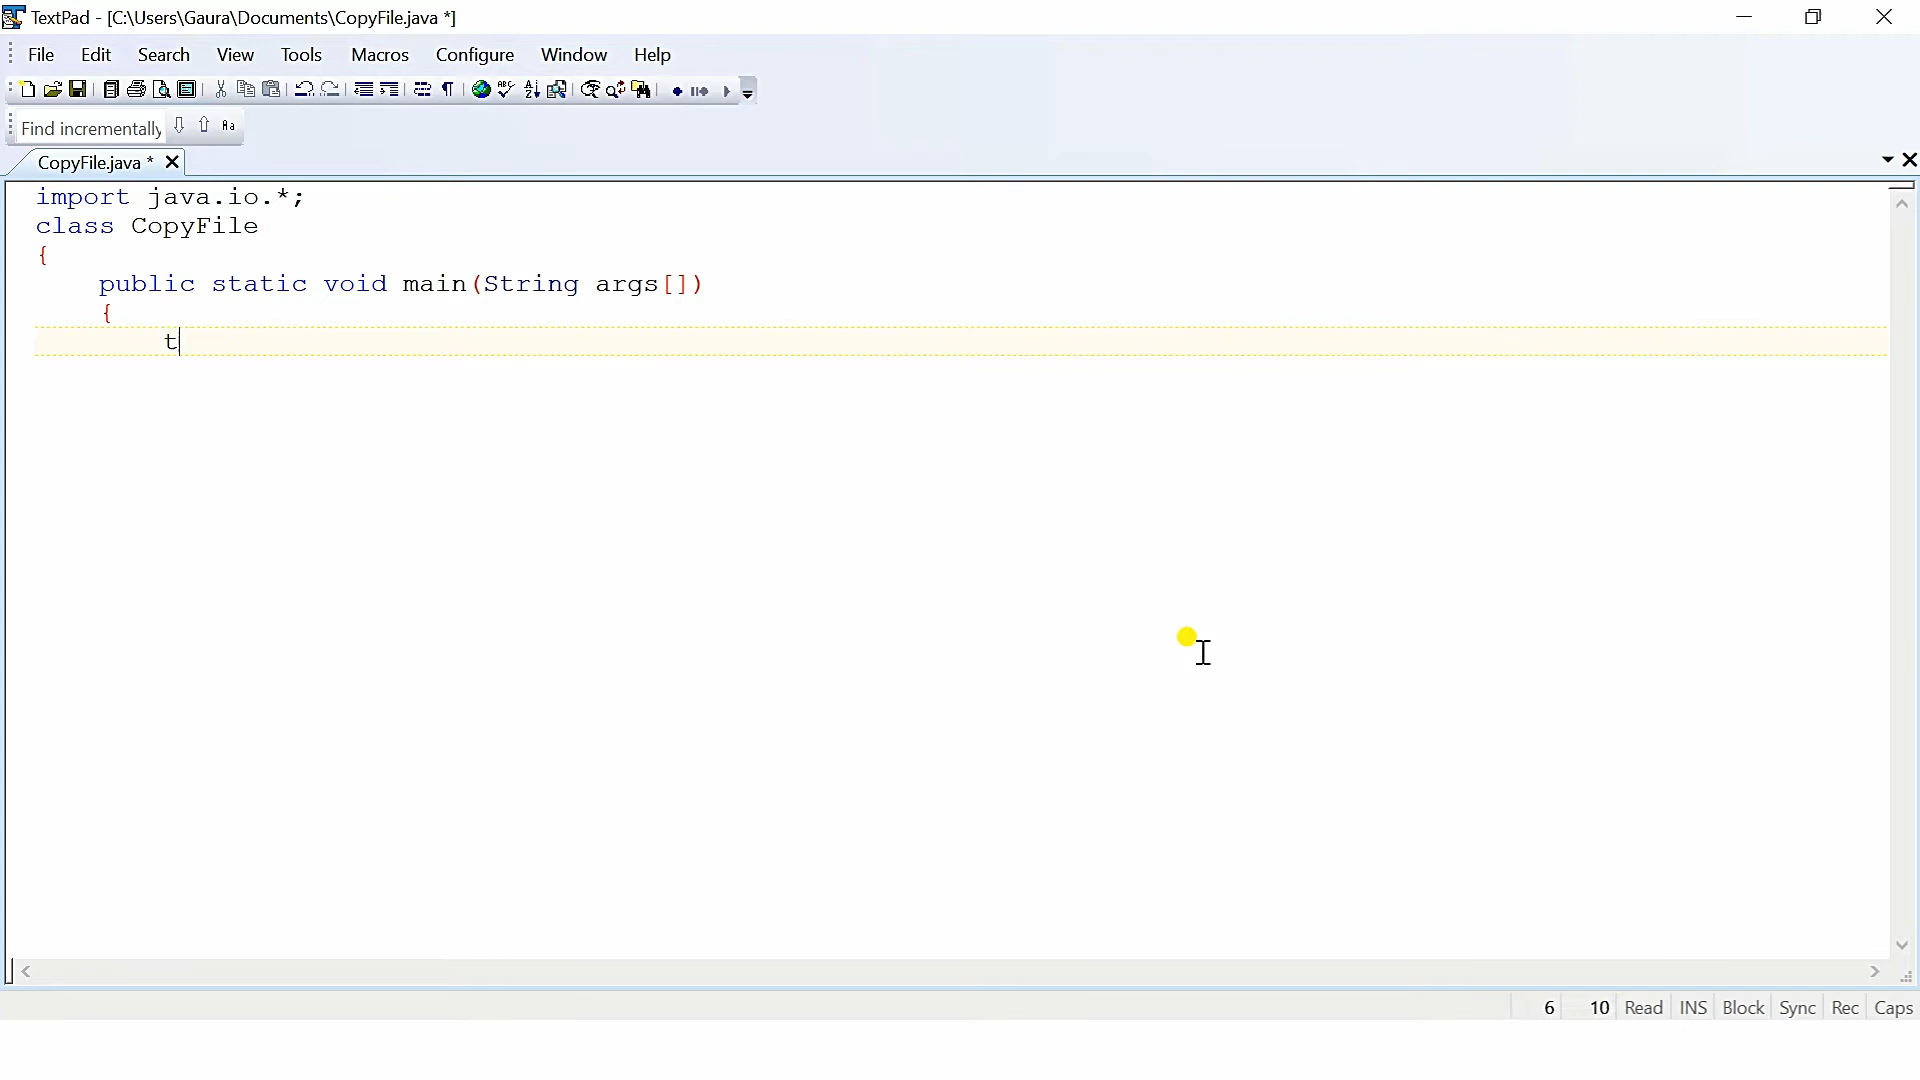 TextPad - [C:\Users\Gaura\Documents\CopyFile.java *]
File Edit Search View Tools Macros Configure Window Help
Find incrementally Aa
CopyFile.java *
import java.io.*;
class CopyFile
{
public static void main(String args[])
{
t
6 10 Read INS Block Sync Rec Caps